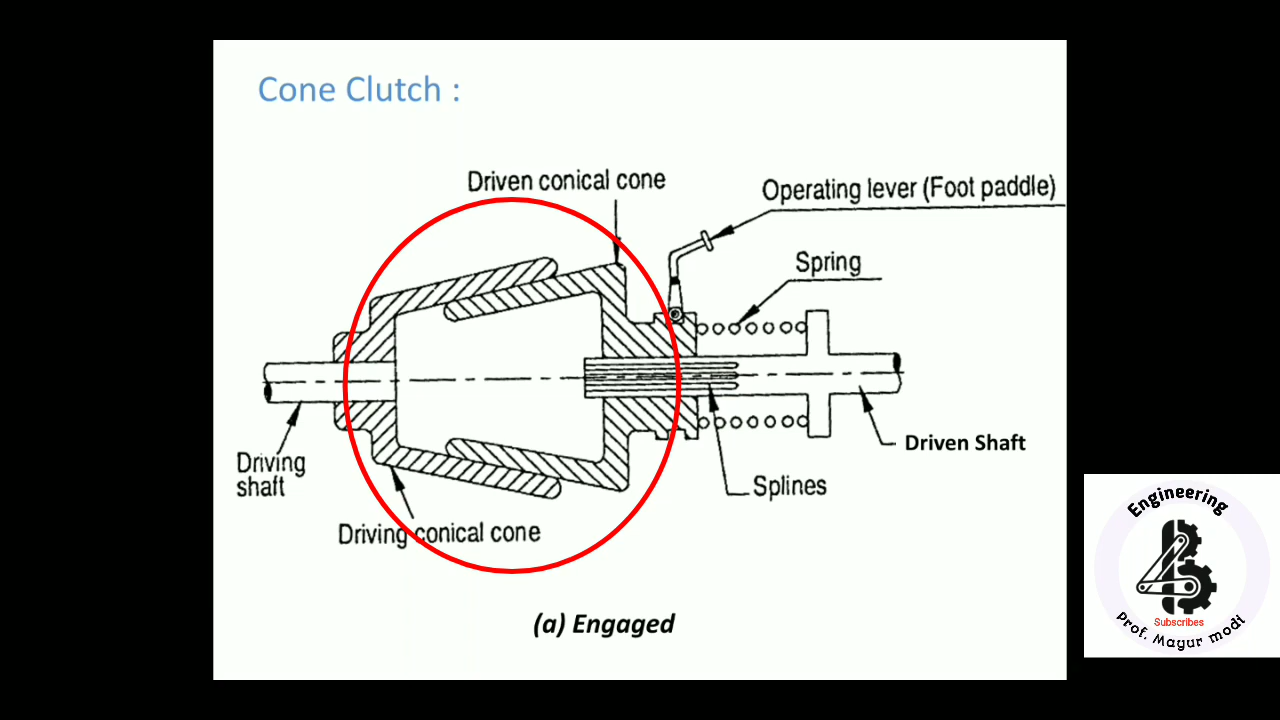 Cone Clutch :
Driven conical cone
Operating lever (Foot paddle)
Spring
Driving
shaft
Driven Shaft
Splines
Driving conical cone
(a) Engaged
Engineering
Subscribes
Prof. Mayur modi